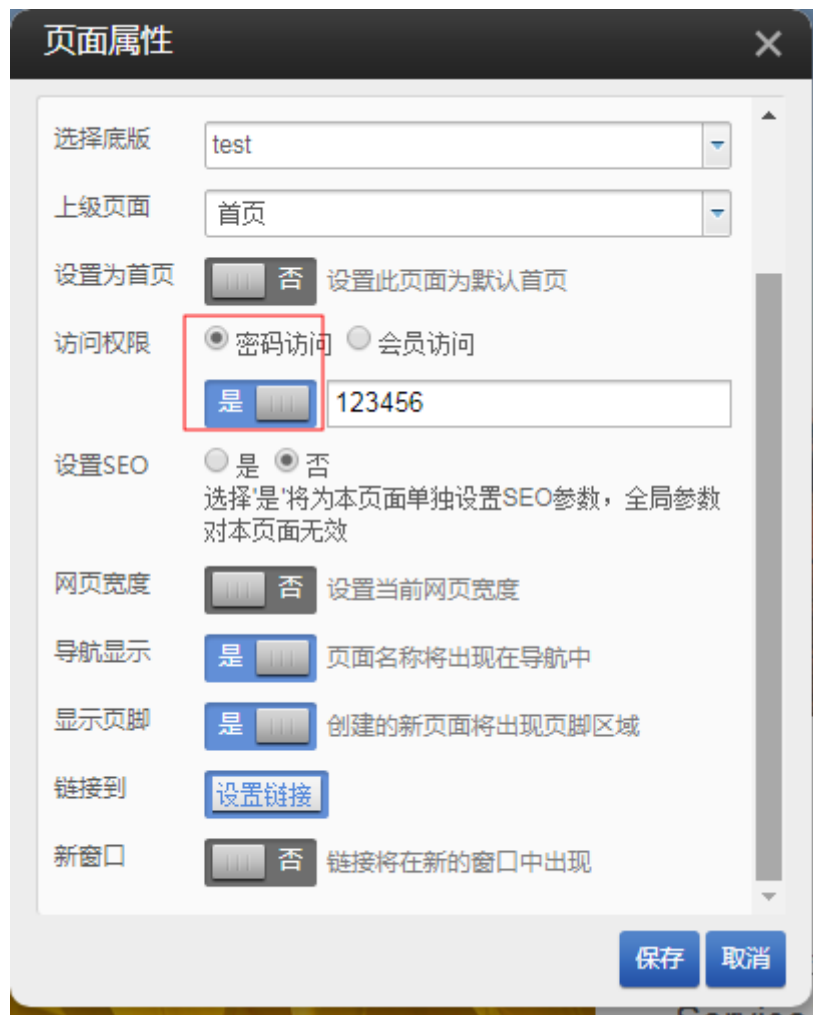 页面属性
选择底版 test
上级页面 首页
设置为首页 否 设置此页面为默认首页
访问权限 密码访问 会员访问
是 123456
设置SEO 是 否
选择'是'将为本页面单独设置SEO参数，全局参数
对本页面无效
网页宽度 否 设置当前网页宽度
导航显示 是 页面名称将出现在导航中
显示页脚 是 创建的新页面将出现页脚区域
链接到 设置链接
新窗口 否 链接将在新的窗口中出现
保存 取消